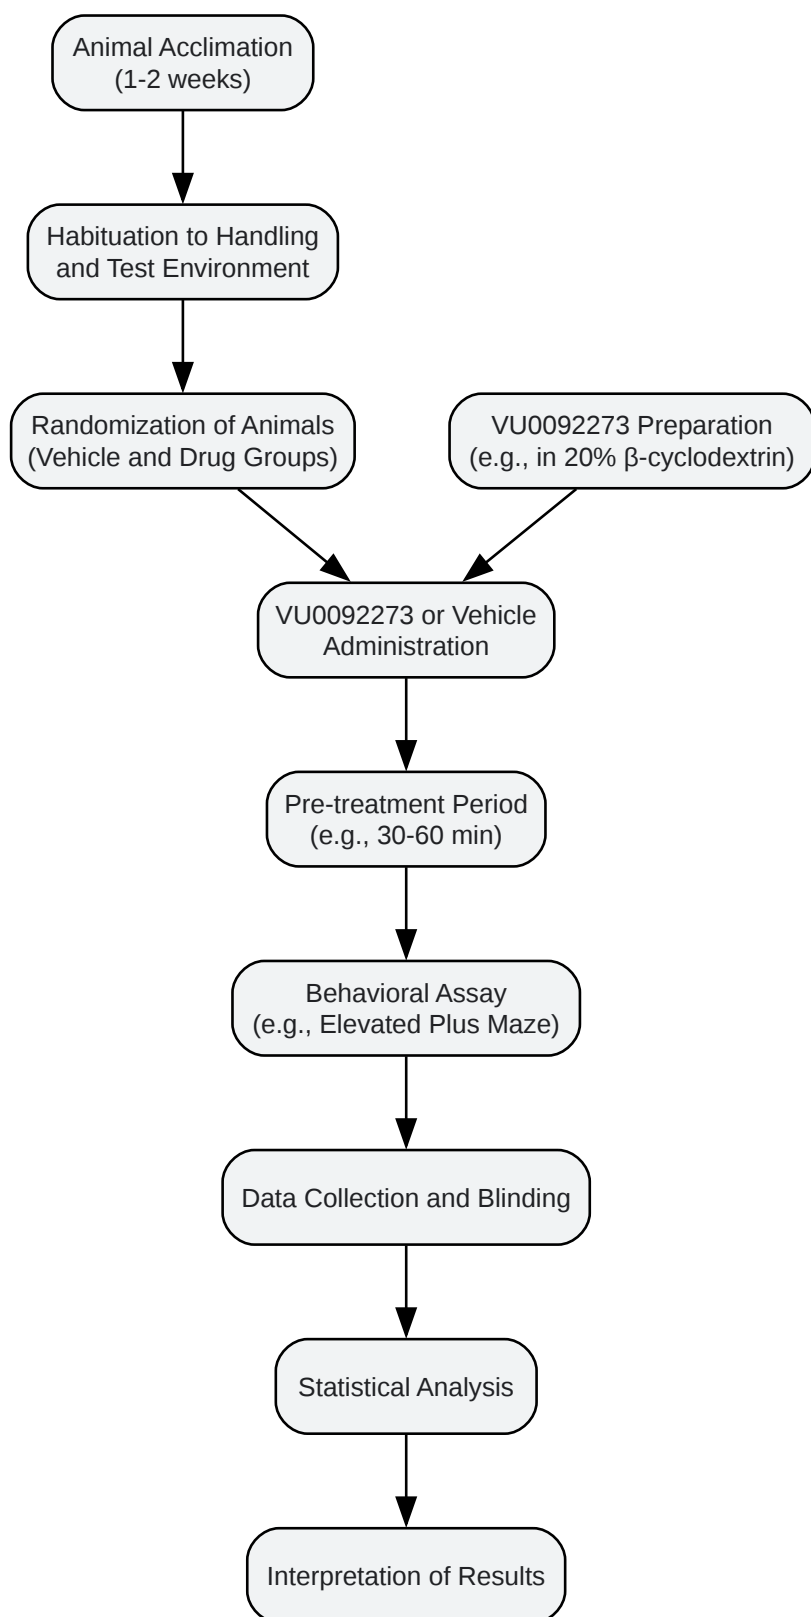 Animal Acclimation
(1-2 weeks)
Habituation to Handling
and Test Environment
Randomization of Animals
(Vehicle and Drug Groups)
VU0092273 Preparation
(e.g., in 20% β-cyclodextrin)
VU0092273 or Vehicle
Administration
Pre-treatment Period
(e.g., 30-60 min)
Behavioral Assay
(e.g., Elevated Plus Maze)
Data Collection and Blinding
Statistical Analysis
Interpretation of Results